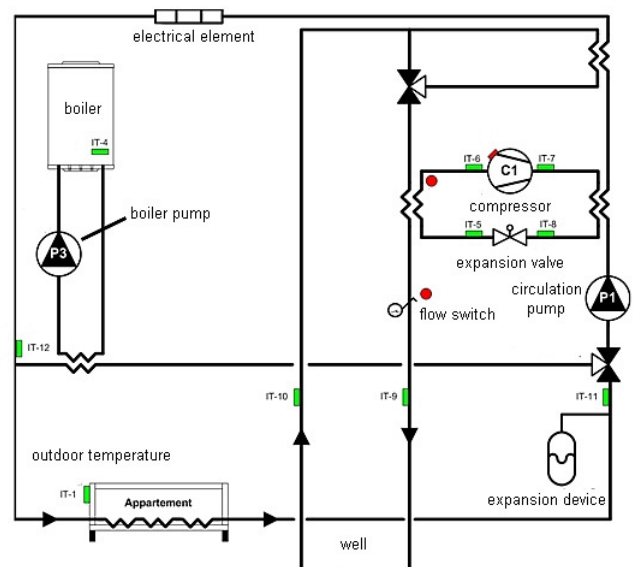 electrical element
boiler
IT-4
IT-6
IT-7
C1
compressor
boiler pump
IT-5
IT-8
P3
expansion valve
circulation
pump
P1
flow switch
IT-12
IT-10
IT-9
IT-11
outdoor temperature
IT-1
Appartement
expansion device
well